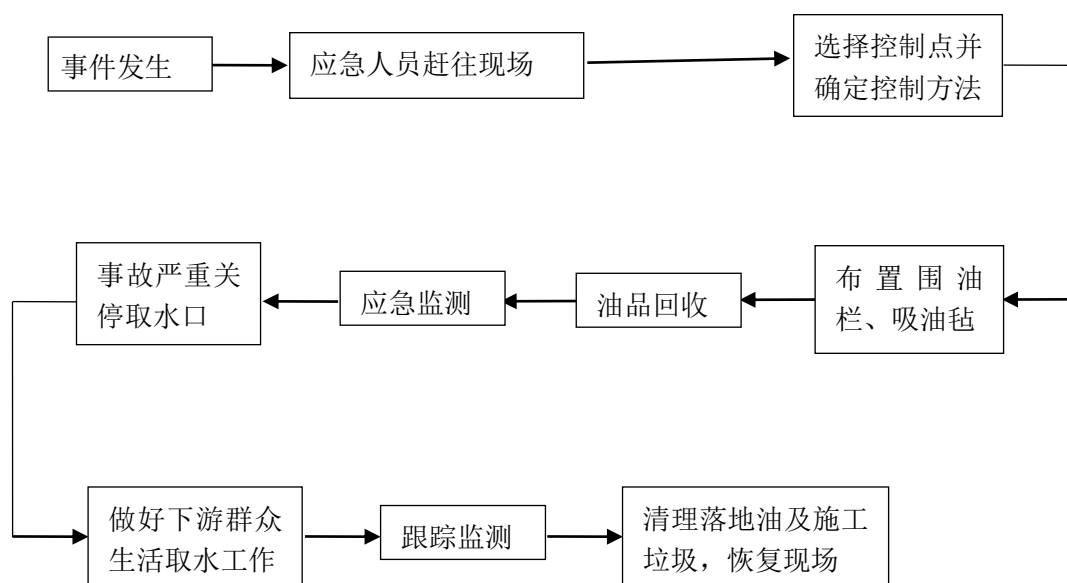 事件发生
应急人员赶往现场
选择控制点并
确定控制方法
布置围油
栏、吸油毡
油品回收
应急监测
事故严重关
停取水口
做好下游群众
生活取水工作
跟踪监测
清理落地油及施工
垃圾，恢复现场